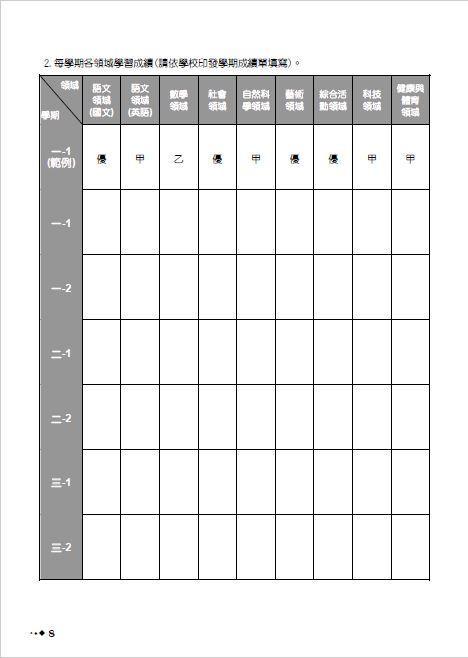 2. 每學期各領域學習成績(請依學校印發學期成績單填寫)。
領域
學期
語文
領域
(國文)
語文
領域
(英語)
數學
領域
社會
領域
自然科
學領域
藝術
領域
綜合活
動領域
科技
領域
健康與
體育
領域
一-1
(範例)
優 甲 乙 優 甲 優 優 甲 甲
一-1
一-2
二-1
二-2
三-1
三-2
8